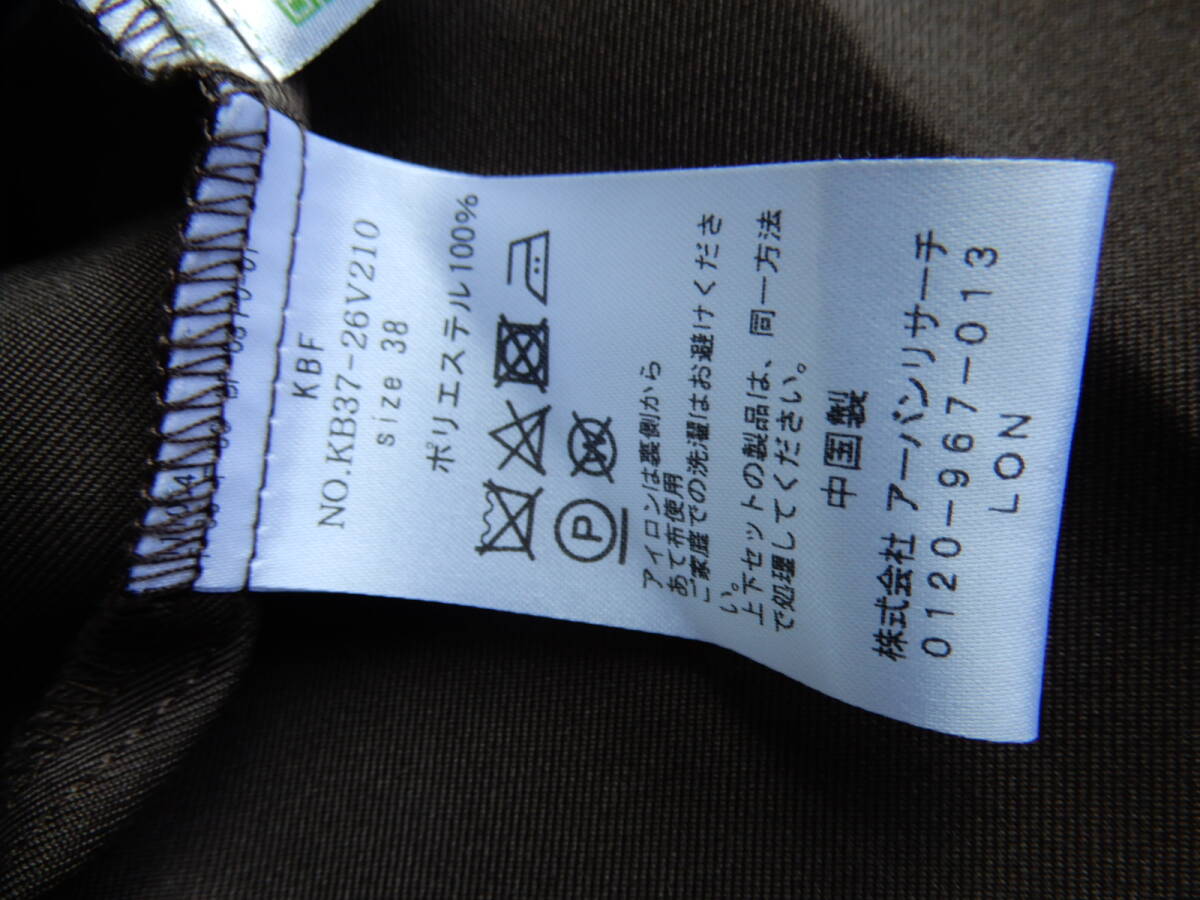 KBF
NO.KB37-26V210
size 38
ポリエステル100%
P
アイロンは裏側から
あて布使用
ご家庭での洗濯はお避けくださ
い。
上下セットの製品は、同一方法
で処理してください。
中国製
株式会社 アーバンリサーチ
0120-967-013
LON